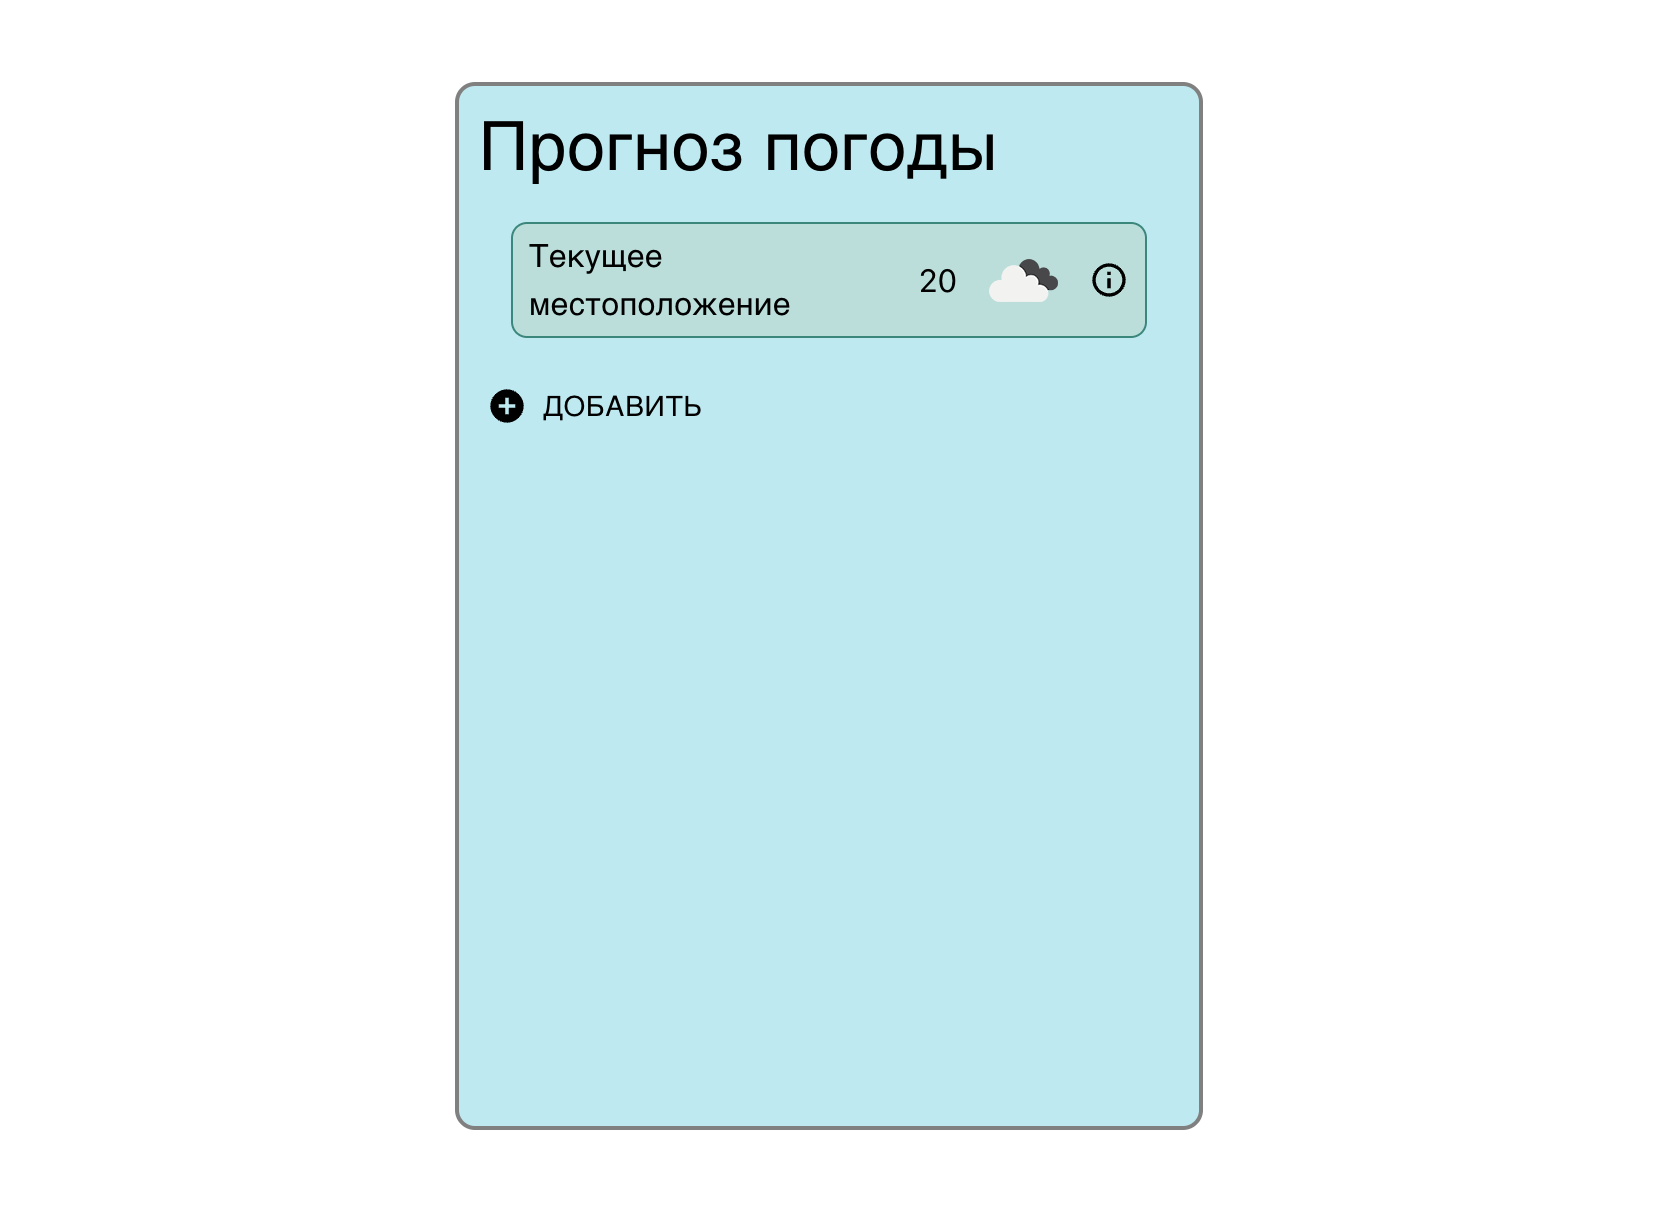 Прогноз погоды
Текущее
местоположение
20
ДОБАВИТЬ